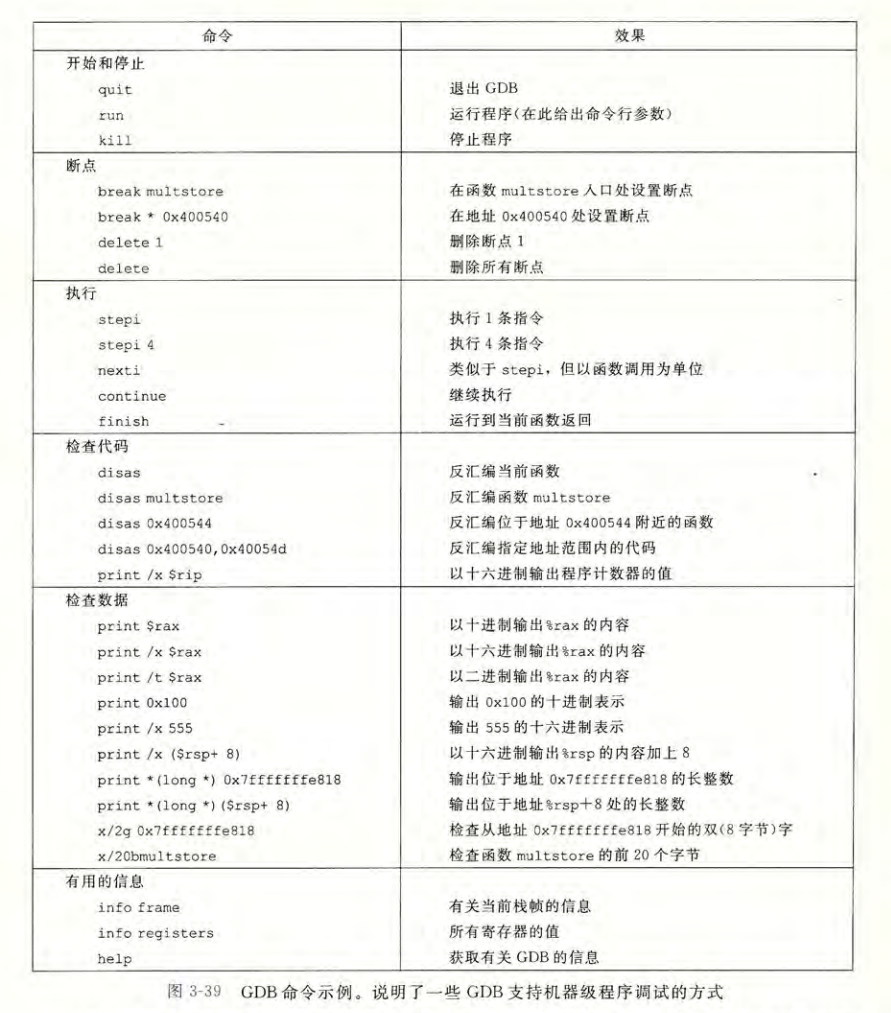 命令 效果
开始和停止
quit 退出 GDB
run 运行程序(在此给出命令行参数)
kill 停止程序
断点
break multstore 在函数 multstore 入口处设置断点
break * 0x400540 在地址 0x400540 处设置断点
delete 1 删除断点 1
delete 删除所有断点
执行
stepi 执行 1 条指令
stepi 4 执行 4 条指令
nexti 类似于 stepi，但以函数调用为单位
continue 继续执行
finish 运行到当前函数返回
检查代码
disas 反汇编当前函数
disas multstore 反汇编函数 multstore
disas 0x400544 反汇编位于地址 0x400544 附近的函数
disas 0x400540,0x40054d 反汇编指定地址范围内的代码
print /x $rip 以十六进制输出程序计数器的值
检查数据
print $rax 以十进制输出%rax 的内容
print /x $rax 以十六进制输出%rax 的内容
print /t $rax 以二进制输出%rax 的内容
print 0x100 输出 0x100 的十进制表示
print /x 555 输出 555 的十六进制表示
print /x ($rsp+ 8) 以十六进制输出%rsp 的内容加上 8
print *(long *) 0x7fffffffe818 输出位于地址 0x7fffffffe818 的长整数
print *(long *)($rsp+ 8) 输出位于地址%rsp+8 处的长整数
x/2g 0x7fffffffe818 检查从地址 0x7fffffffe818 开始的双(8 字节)字
x/20bmultstore 检查函数 multstore 的前 20 个字节
有用的信息
info frame 有关当前栈帧的信息
info registers 所有寄存器的值
help 获取有关 GDB 的信息
图 3-39 GDB 命令示例。说明了一些 GDB 支持机器级程序调试的方式